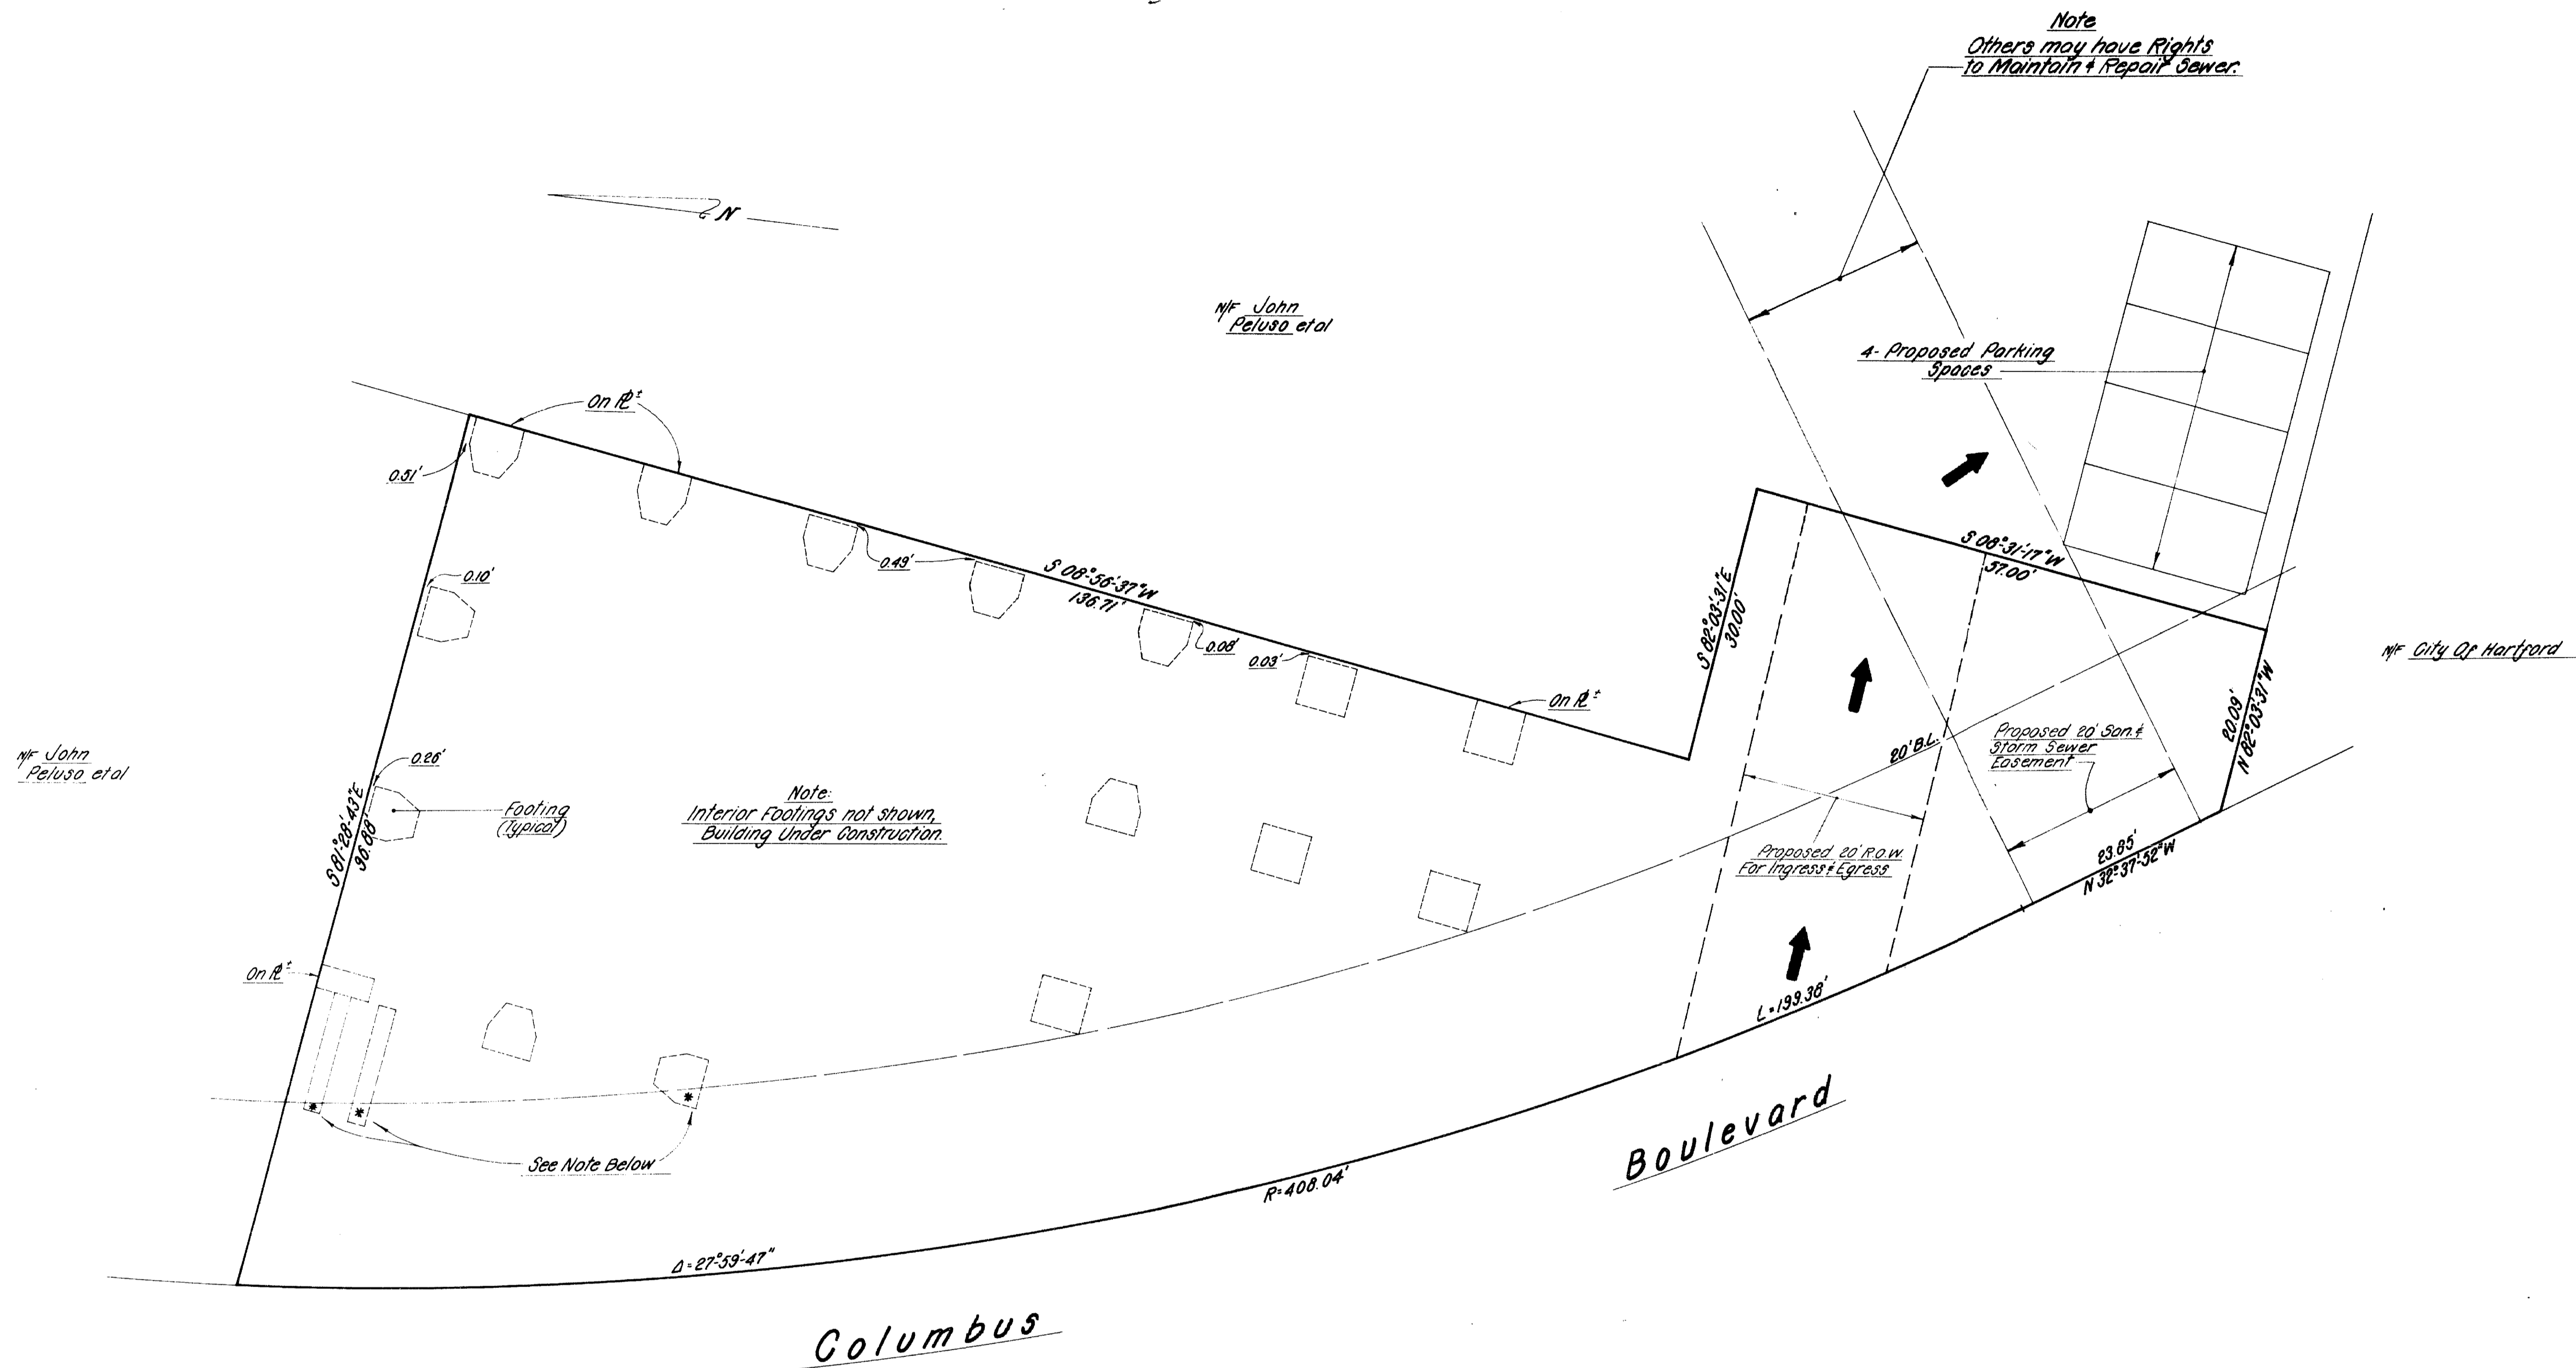 Note
Others may have Rights
to Maintain & Repair Sewer.
N
N/F John
Peluso etal
4- Proposed Parking
Spaces
On ℄±
0.51'
0.49'
S 08°-56'-37" W
136.71'
0.10'
0.08'
0.03'
On ℄±
S 82°-03'-31" E
30.00'
S 08°-31'-17" W
57.00'
N/F City Of Hartford
20.09'
N 82°-03'-31" W
20' B.L.
Proposed 20' San. &
Storm Sewer
Easement
N/F John
Peluso etal
0.26'
S 81°-28'-43" E
96.88'
Footing
(Typical)
Note:
Interior Footings not shown,
Building Under Construction.
Proposed 20' R.O.W.
For Ingress & Egress
23.85'
N 32°-37'-52" W
On ℄±
L=199.38'
See Note Below
R=408.04'
Δ=27°-59'-47"
Columbus
Boulevard